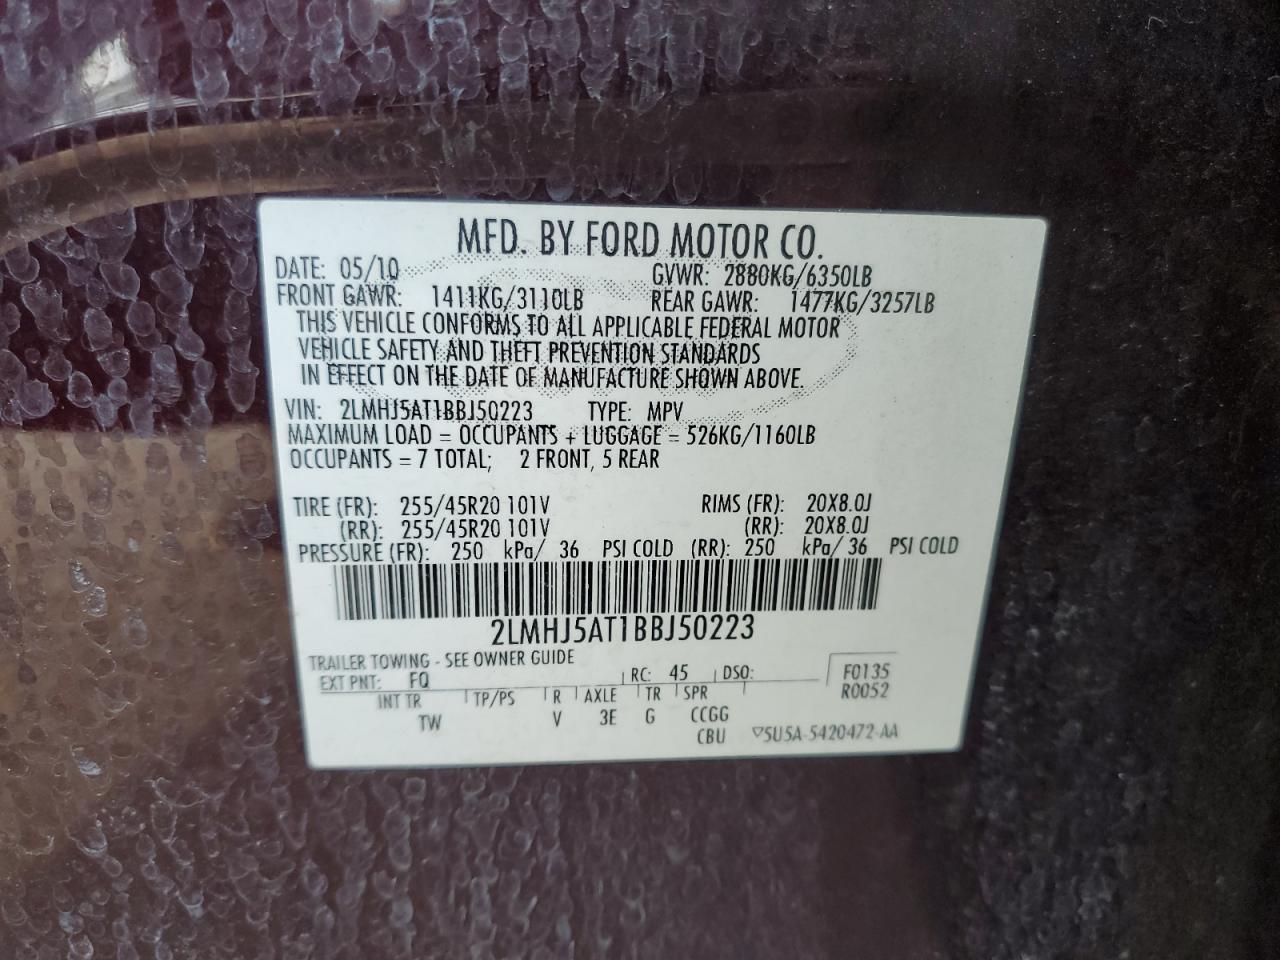 MFD. BY FORD MOTOR CO.
DATE: 05/10 GVWR: 2880KG/6350LB
FRONT GAWR: 1411KG/3110LB REAR GAWR: 1477KG/3257LB
THIS VEHICLE CONFORMS TO ALL APPLICABLE FEDERAL MOTOR
VEHICLE SAFETY AND THEFT PREVENTION STANDARDS
IN EFFECT ON THE DATE OF MANUFACTURE SHOWN ABOVE.
VIN: 2LMHJ5AT1BBJ50223 TYPE: MPV
MAXIMUM LOAD = OCCUPANTS + LUGGAGE = 526KG/1160LB
OCCUPANTS = 7 TOTAL; 2 FRONT, 5 REAR
TIRE (FR): 255/45R20 101V RIMS (FR): 20X8.0J
(RR): 255/45R20 101V (RR): 20X8.0J
PRESSURE (FR): 250 kPa/ 36 PSI COLD (RR): 250 kPa/ 36 PSI COLD
2LMHJ5AT1BBJ50223
TRAILER TOWING - SEE OWNER GUIDE
EXT PNT: FQ RC: 45 DSO: F0135
R0052
INT TR TP/PS R AXLE TR SPR
TW V 3E G CCGG
CBU ▽5U5A-5420472-AA